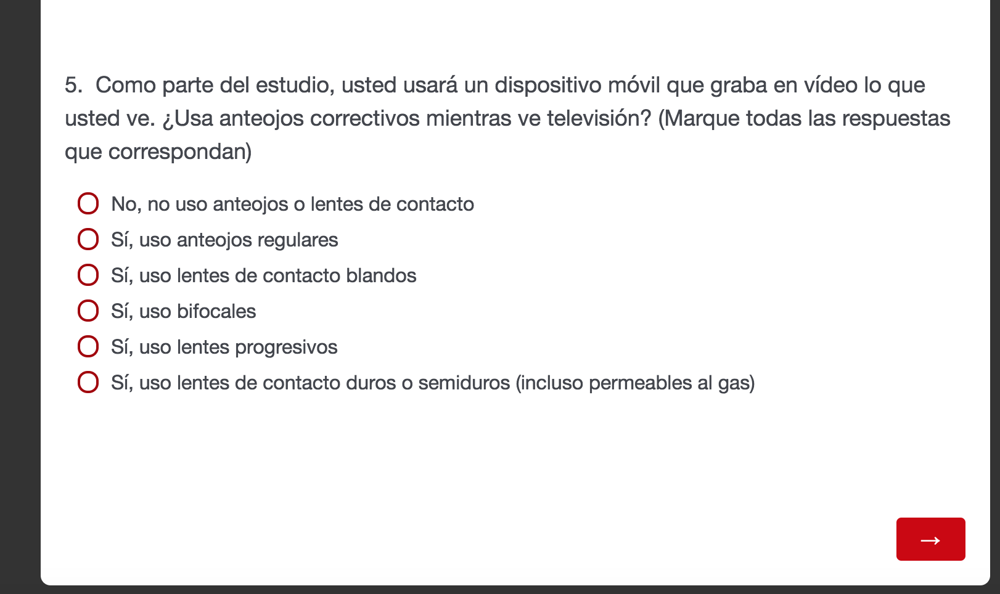 5. Como parte del estudio, usted usará un dispositivo móvil que graba en vídeo lo que
usted ve. ¿Usa anteojos correctivos mientras ve televisión? (Marque todas las respuestas
que correspondan)
No, no uso anteojos o lentes de contacto
Sí, uso anteojos regulares
Sí, uso lentes de contacto blandos
Sí, uso bifocales
Sí, uso lentes progresivos
Sí, uso lentes de contacto duros o semiduros (incluso permeables al gas)
→